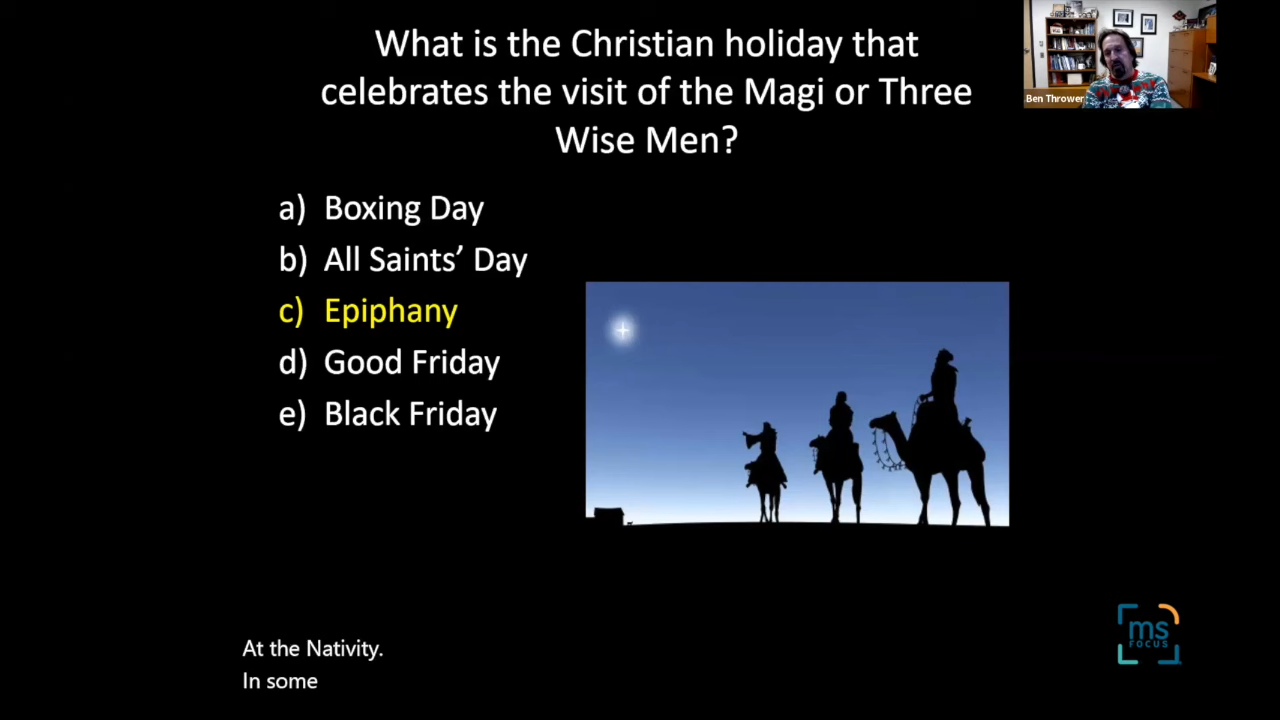 What is the Christian holiday that
celebrates the visit of the Magi or Three
Wise Men?
Ben Thrower
a) Boxing Day
b) All Saints’ Day
c) Epiphany
d) Good Friday
e) Black Friday
At the Nativity.
In some
ms
FOCUS